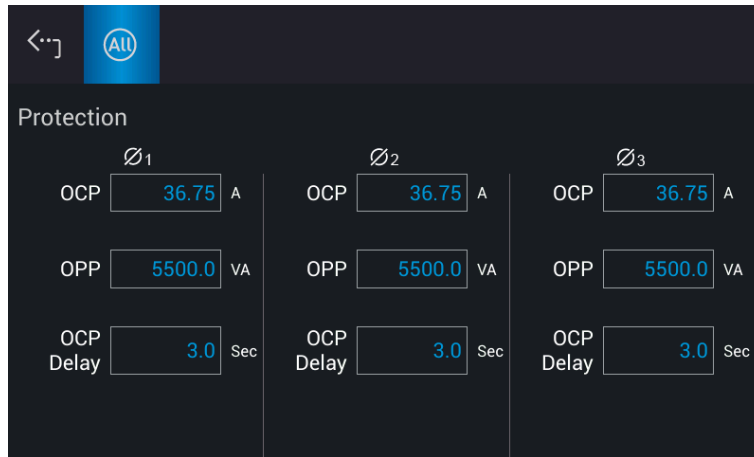 All
Protection
Ø1 Ø2 Ø3
OCP 36.75 A OCP 36.75 A OCP 36.75 A
OPP 5500.0 VA OPP 5500.0 VA OPP 5500.0 VA
OCP Delay 3.0 Sec OCP Delay 3.0 Sec OCP Delay 3.0 Sec